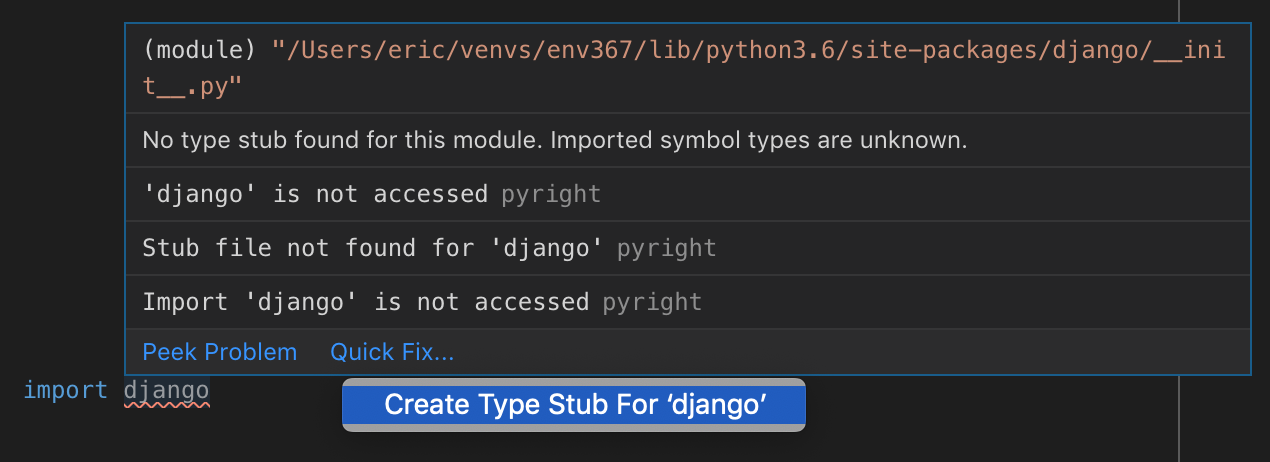 (module) "/Users/eric/venvs/env367/lib/python3.6/site-packages/django/__ini
t__.py"
No type stub found for this module. Imported symbol types are unknown.
'django' is not accessed pyright
Stub file not found for 'django' pyright
Import 'django' is not accessed pyright
Peek Problem Quick Fix...
import django
Create Type Stub For ‘django’